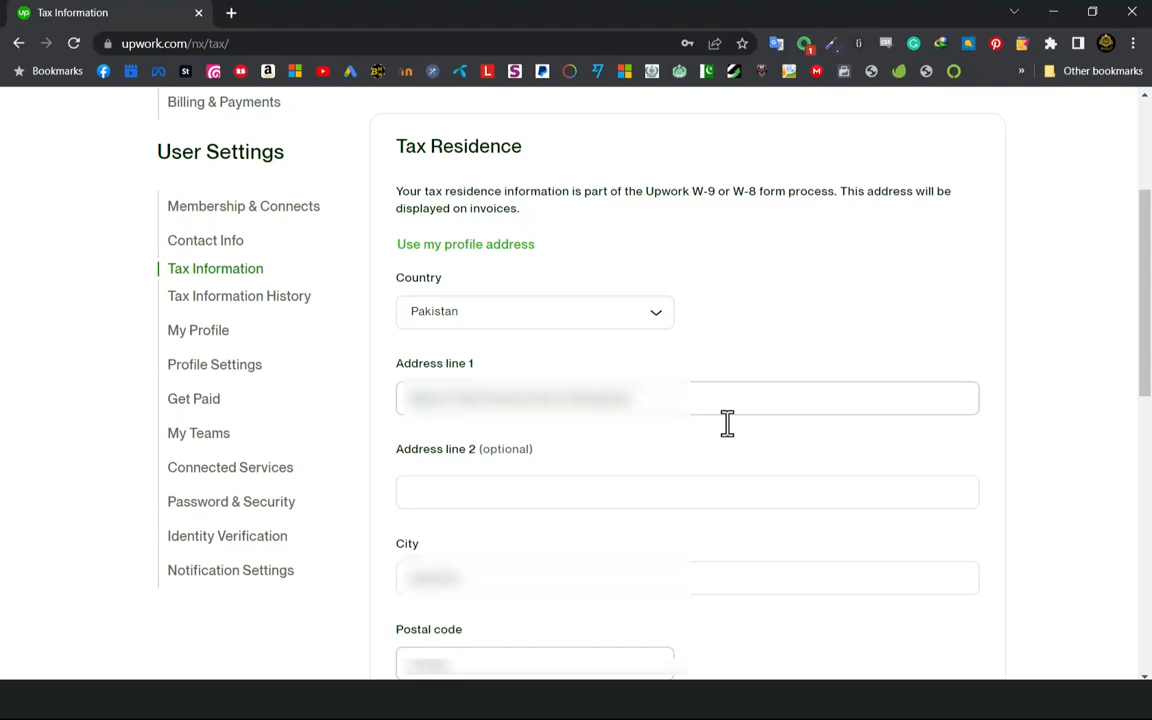 Tax Information
upwork.com/nx/tax/
Bookmarks
Other bookmarks
Billing & Payments
User Settings
Membership & Connects
Contact Info
Tax Information
Tax Information History
My Profile
Profile Settings
Get Paid
My Teams
Connected Services
Password & Security
Identity Verification
Notification Settings
Tax Residence
Your tax residence information is part of the Upwork W-9 or W-8 form process. This address will be
displayed on invoices.
Use my profile address
Country
Pakistan
Address line 1
Address line 2 (optional)
City
Postal code